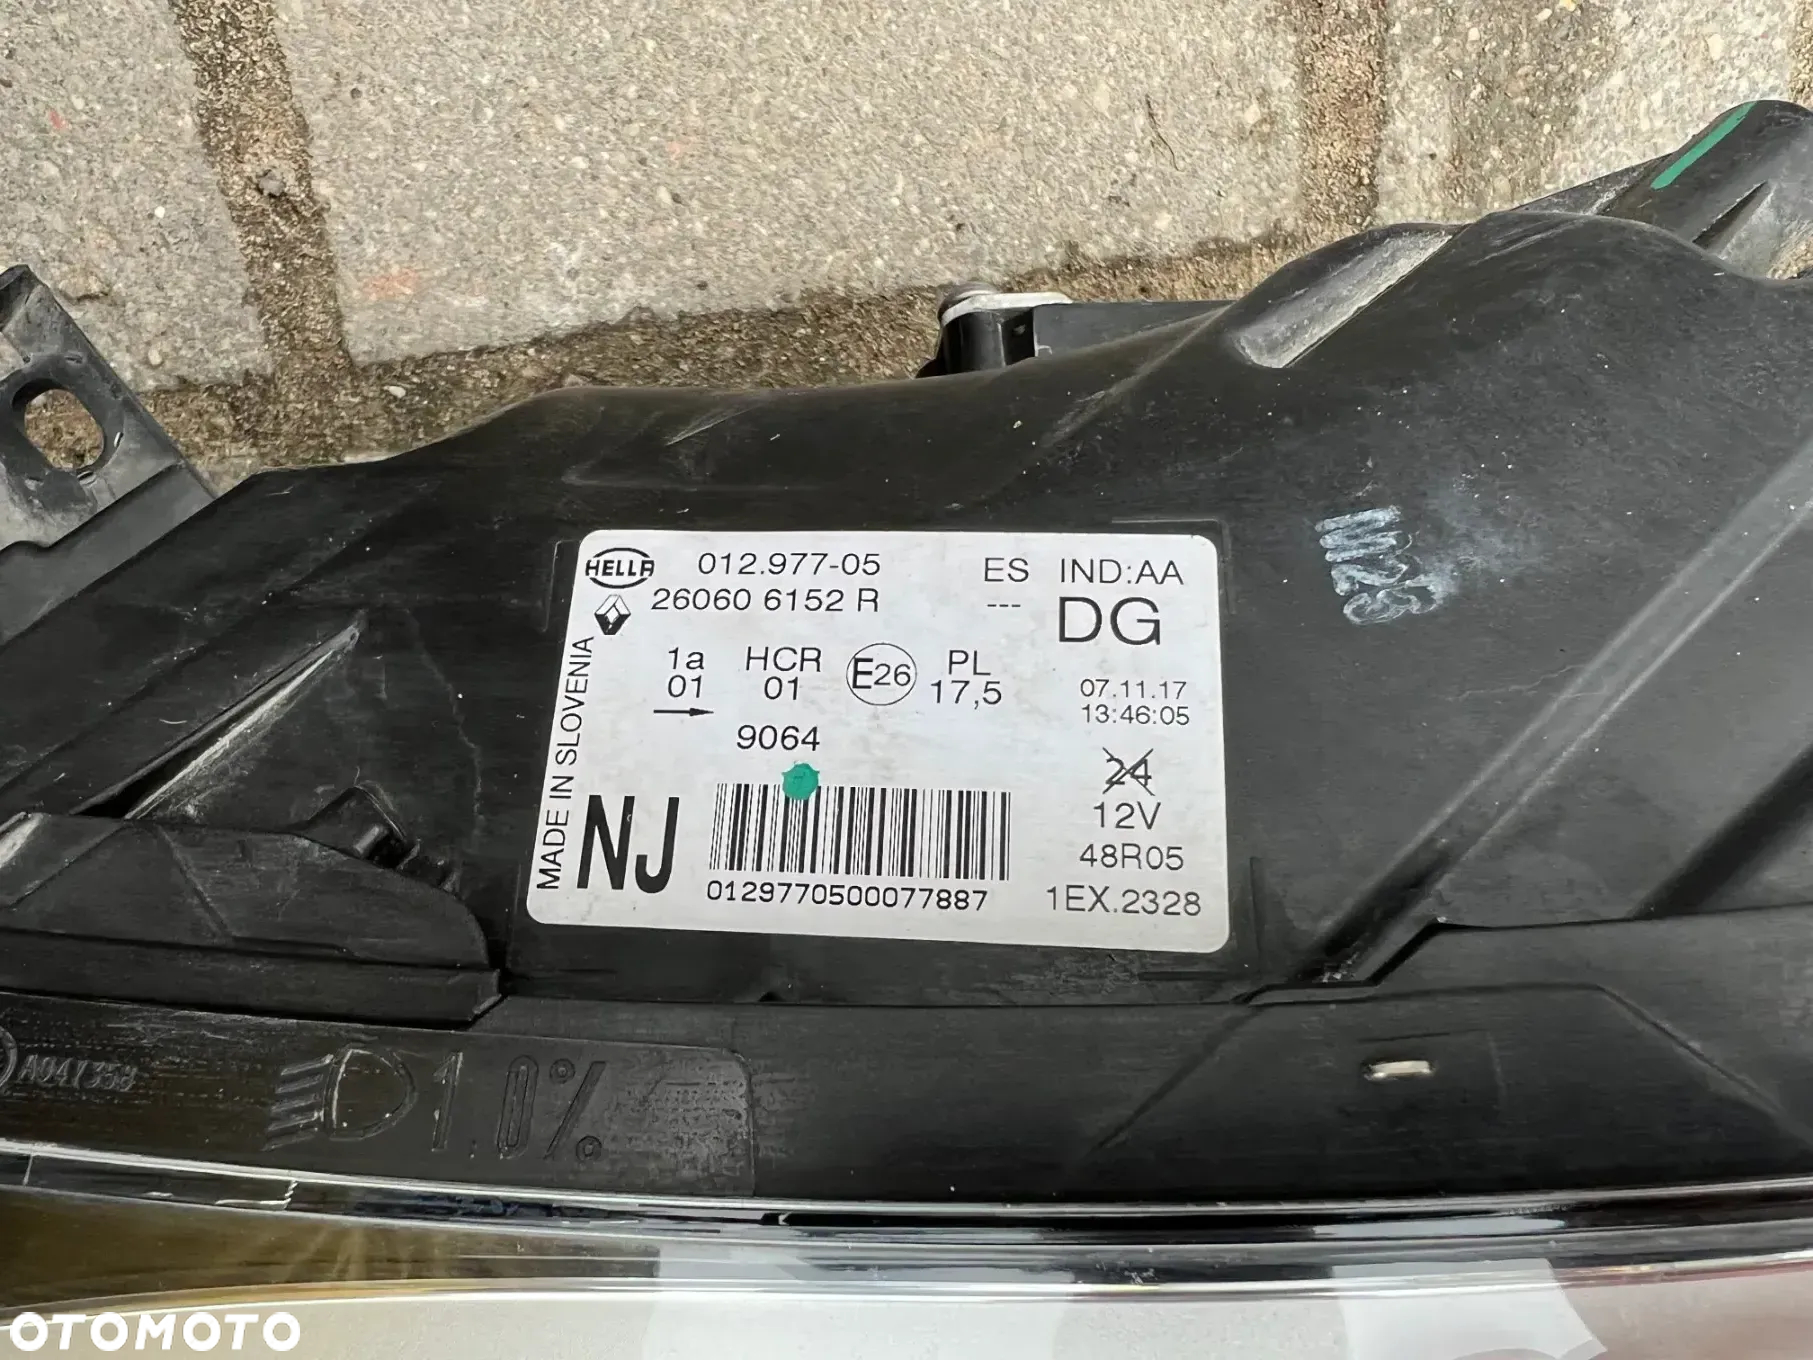 HELLA 012.977-05 ES IND:AA
26060 6152 R --- DG
MADE IN SLOVENIA
1a HCR E26 PL
01 01 17,5
9064
07.11.17
13:46:05
24
12V
48R05
1EX.2328
NJ
01297770500077887
1.0%
OTOMOTO